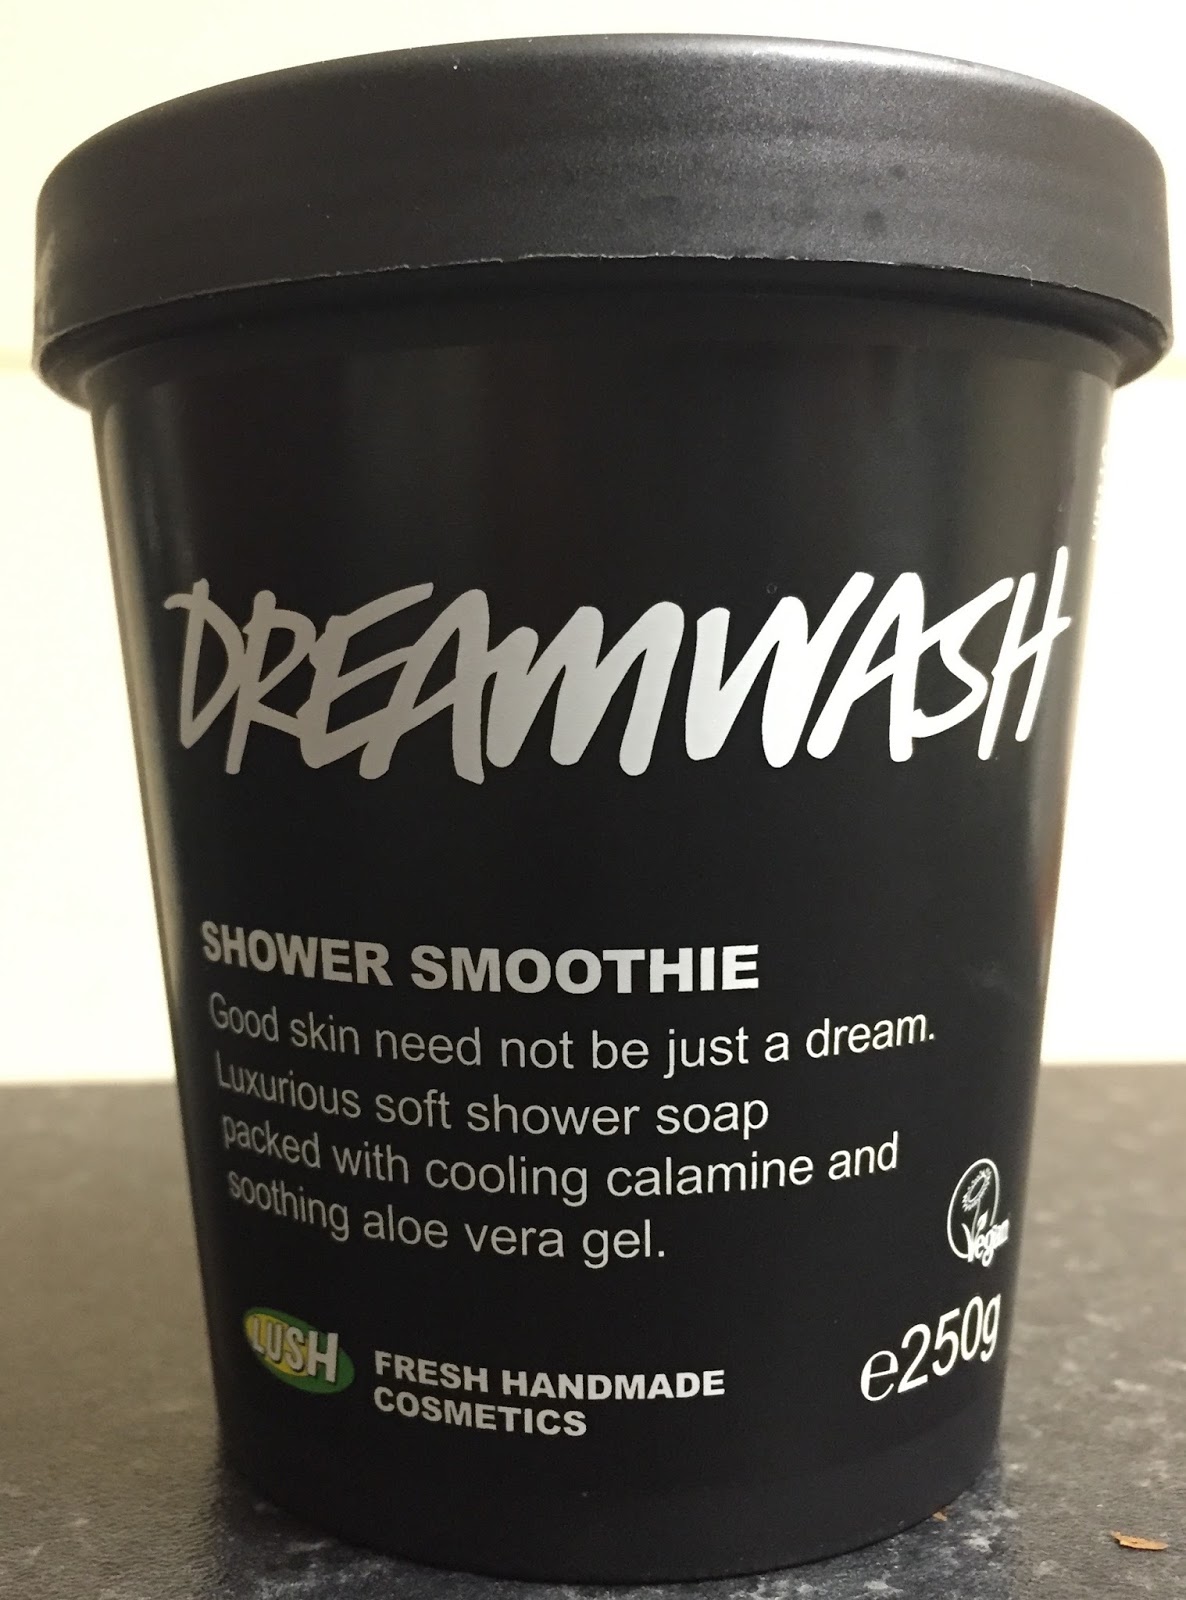 DREAMWASH
SHOWER SMOOTHIE
Good skin need not be just a dream.
Luxurious soft shower soap
packed with cooling calamine and
soothing aloe vera gel.
Vegan
LUSH
FRESH HANDMADE
COSMETICS
℮250g